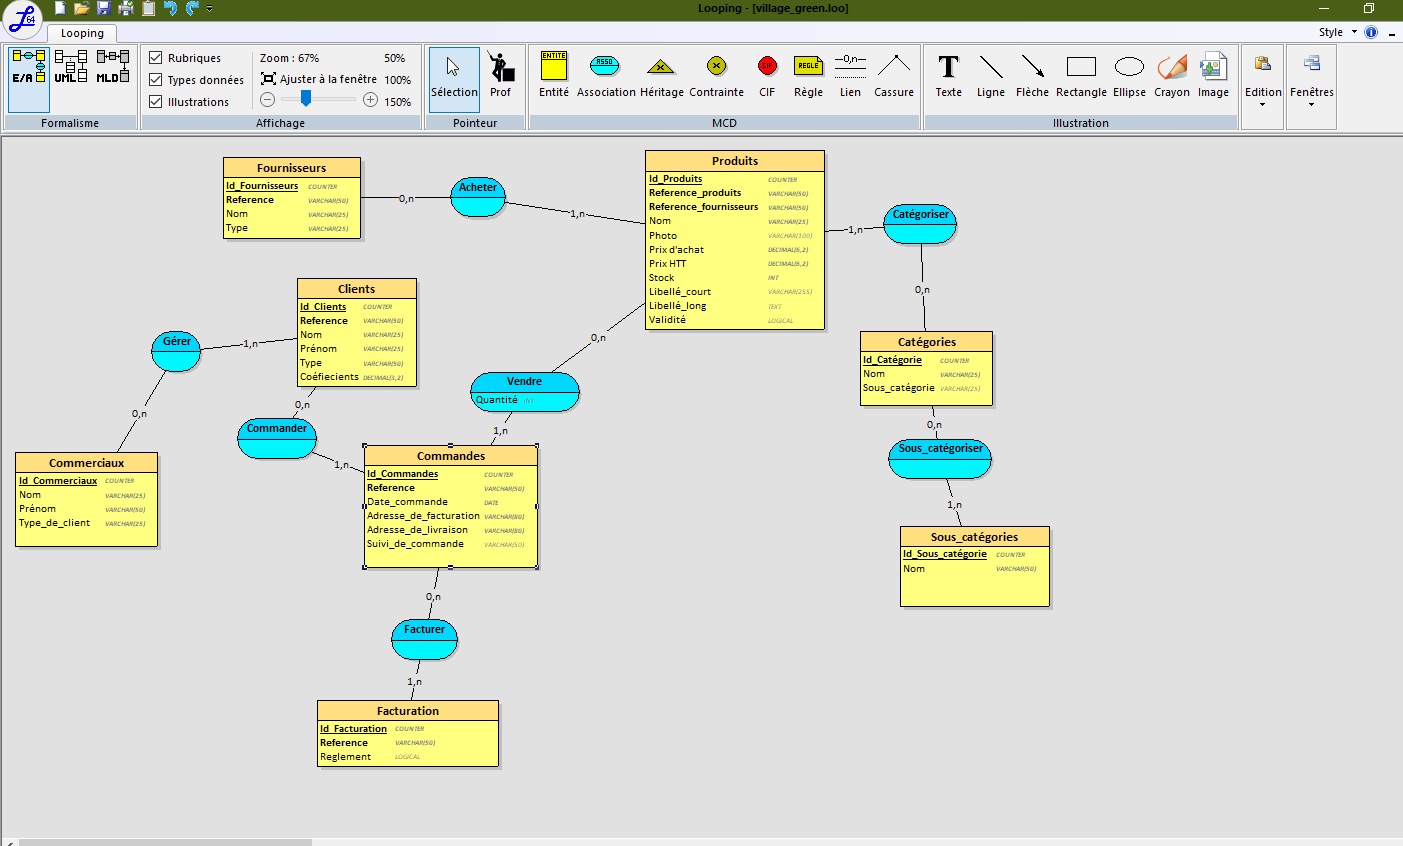 Looping - [village_green.loo]
64
Looping
Style
E/A
UML
MLD
Formalisme
Rubriques
Types données
Illustrations
Zoom : 67%
50%
Ajuster à la fenêtre
100%
150%
Affichage
Sélection
Prof
Pointeur
ENTITE
Entité
ASSO
Association
Héritage
Contrainte
CIF
CIF
REGLE
Règle
—0,n—
Lien
Cassure
MCD
T
Texte
Ligne
Flèche
Rectangle
Ellipse
Crayon
Image
Illustration
Edition
Fenêtres
Fournisseurs
Id_Fournisseurs COUNTER
Reference VARCHAR(50)
Nom VARCHAR(25)
Type VARCHAR(25)
0,n
Acheter
1,n
Produits
Id_Produits COUNTER
Reference_produits VARCHAR(50)
Reference_fournisseurs VARCHAR(50)
Nom VARCHAR(25)
Photo VARCHAR(100)
Prix d'achat DECIMAL(6,2)
Prix HTT DECIMAL(6,2)
Stock INT
Libellé_court VARCHAR(255)
Libellé_long TEXT
Validité LOGICAL
1,n
Catégoriser
0,n
Clients
Id_Clients COUNTER
Reference VARCHAR(50)
Nom VARCHAR(25)
Prénom VARCHAR(25)
Type VARCHAR(50)
Coéfiecients DECIMAL(3,2)
Gérer
1,n
0,n
0,n
Catégories
Id_Catégorie COUNTER
Nom VARCHAR(25)
Sous_catégorie VARCHAR(25)
Vendre
Quantité INT
0,n
Commander
1,n
1,n
0,n
Sous_catégoriser
1,n
Commerciaux
Id_Commerciaux COUNTER
Nom VARCHAR(25)
Prénom VARCHAR(50)
Type_de_client VARCHAR(25)
Commandes
Id_Commandes COUNTER
Reference VARCHAR(50)
Date_commande DATE
Adresse_de_facturation VARCHAR(80)
Adresse_de_livraison VARCHAR(80)
Suivi_de_commande VARCHAR(50)
Sous_catégories
Id_Sous_catégorie COUNTER
Nom VARCHAR(50)
0,n
Facturer
1,n
Facturation
Id_Facturation COUNTER
Reference VARCHAR(50)
Reglement LOGICAL